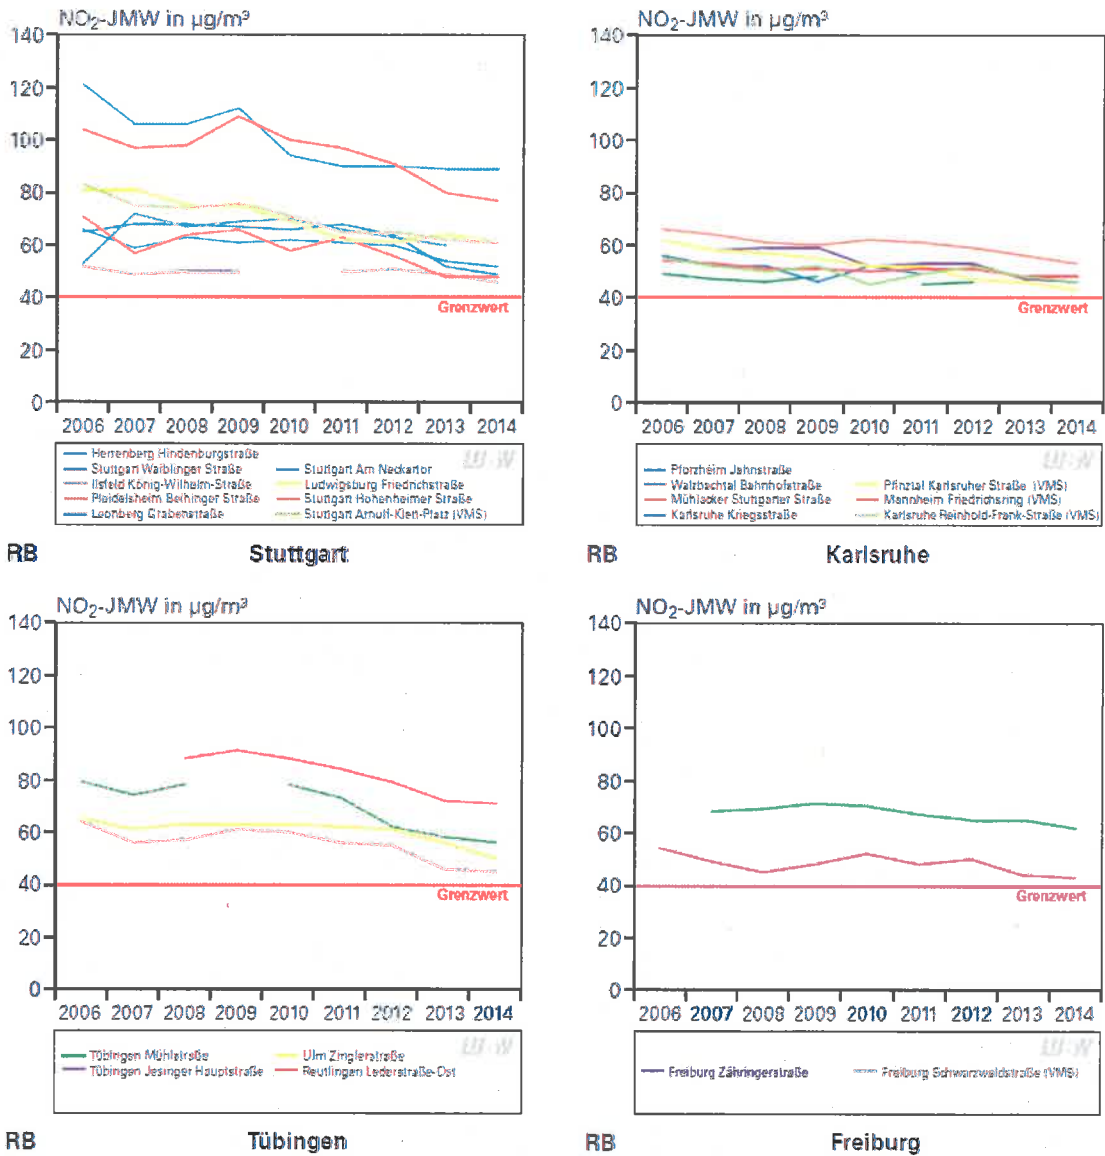 NO₂-JMW in µg/m³
140
120
100
80
60
40
20
0
Grenzwert
2006 2007 2008 2009 2010 2011 2012 2013 2014
Herrenberg Hindenburgstraße
Stuttgart Waiblinger Straße
Ilsfeld König-Wilhelm-Straße
Pleidelsheim Beihinger Straße
Leonberg Grabenstraße
Stuttgart Am Neckartor
Ludwigsburg Friedrichstraße
Stuttgart Hohenheimer Straße
Stuttgart Arnulf-Klett-Platz (VMS)
RB Stuttgart
NO₂-JMW in µg/m³
140
120
100
80
60
40
20
0
Grenzwert
2006 2007 2008 2009 2010 2011 2012 2013 2014
Pforzheim Jahnstraße
Walzbachtal Bahnhofstraße
Mühlacker Stuttgarter Straße
Karlsruhe Kriegsstraße
Pfinztal Karlsruher Straße (VMS)
Mannheim Friedrichsring (VMS)
Karlsruhe Reinhold-Frank-Straße (VMS)
RB Karlsruhe
NO₂-JMW in µg/m³
140
120
100
80
60
40
20
0
Grenzwert
2006 2007 2008 2009 2010 2011 2012 2013 2014
Tübingen Mühlstraße
Tübingen Jesinger Hauptstraße
Ulm Zinglerstraße
Reutlingen Lederstraße-Ost
RB Tübingen
NO₂-JMW in µg/m³
140
120
100
80
60
40
20
0
Grenzwert
2006 2007 2008 2009 2010 2011 2012 2013 2014
Freiburg Zähringerstraße
Freiburg Schwarzwaldstraße (VMS)
RB Freiburg